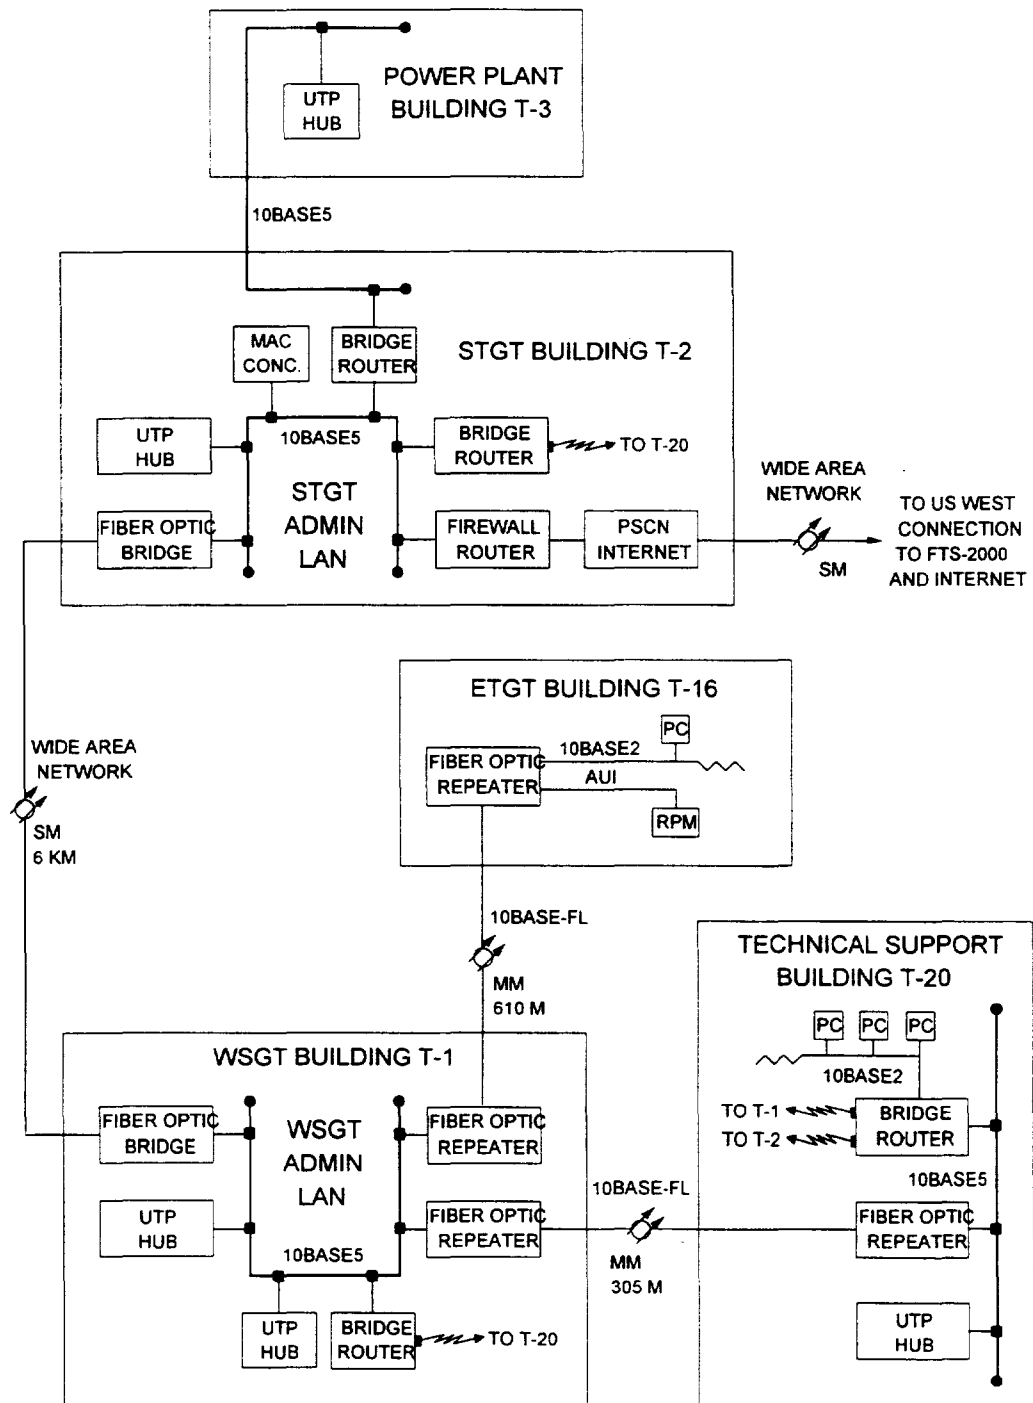 POWER PLANT
BUILDING T-3
UTP
HUB
10BASE5
STGT BUILDING T-2
MAC
CONC.
BRIDGE
ROUTER
UTP
HUB
10BASE5
BRIDGE
ROUTER
TO T-20
STGT
ADMIN
LAN
FIBER OPTIC
BRIDGE
FIREWALL
ROUTER
PSCN
INTERNET
WIDE AREA
NETWORK
SM
TO US WEST
CONNECTION
TO FTS-2000
AND INTERNET
ETGT BUILDING T-16
PC
10BASE2
FIBER OPTIC
REPEATER
AUI
RPM
WIDE AREA
NETWORK
SM
6 KM
10BASE-FL
MM
610 M
TECHNICAL SUPPORT
BUILDING T-20
PC
PC
PC
10BASE2
TO T-1
TO T-2
BRIDGE
ROUTER
10BASE5
FIBER OPTIC
REPEATER
UTP
HUB
WSGT BUILDING T-1
FIBER OPTIC
BRIDGE
WSGT
ADMIN
LAN
FIBER OPTIC
REPEATER
UTP
HUB
10BASE5
FIBER OPTIC
REPEATER
10BASE-FL
MM
305 M
UTP
HUB
BRIDGE
ROUTER
TO T-20